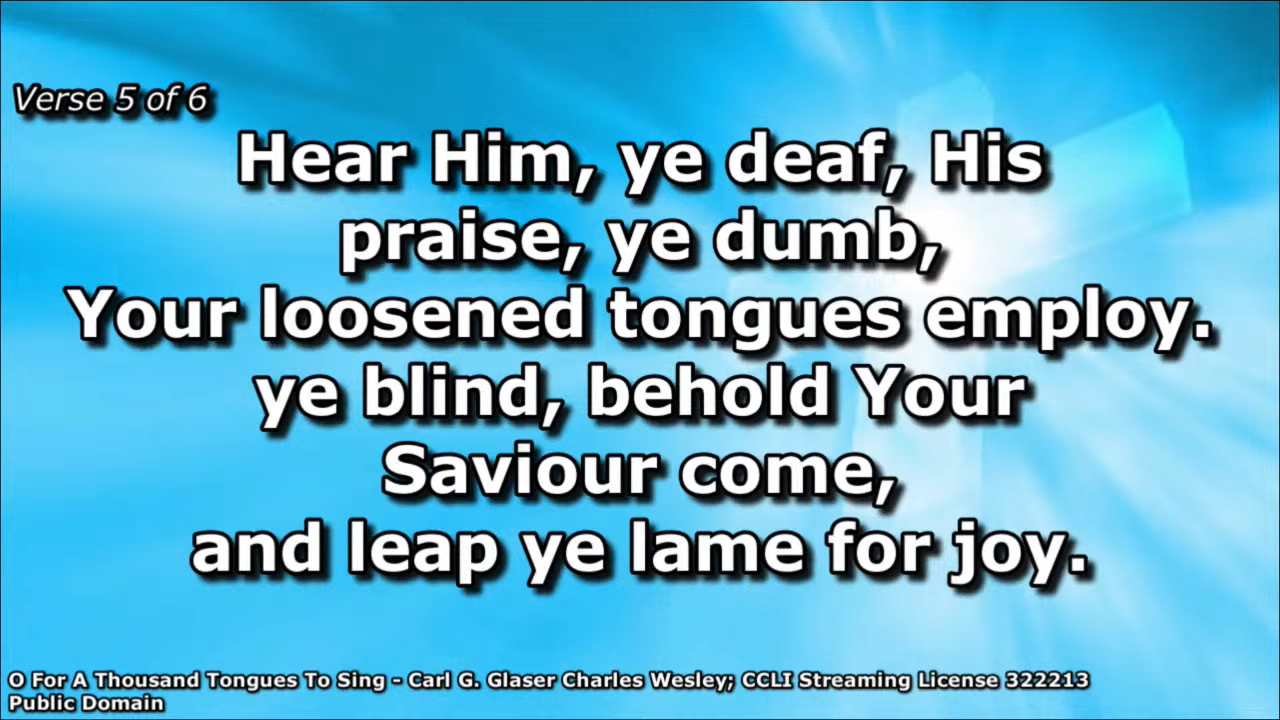 Verse 5 of 6
Hear Him, ye deaf, His
praise, ye dumb,
Your loosened tongues employ.
ye blind, behold Your
Saviour come,
and leap ye lame for joy.
O For A Thousand Tongues To Sing - Carl G. Glaser Charles Wesley; CCLI Streaming License 322213
Public Domain